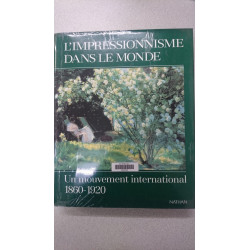 L'IMPRESSIONNISME
DANS LE MONDE
Un mouvement international
1860-1920
NATHAN